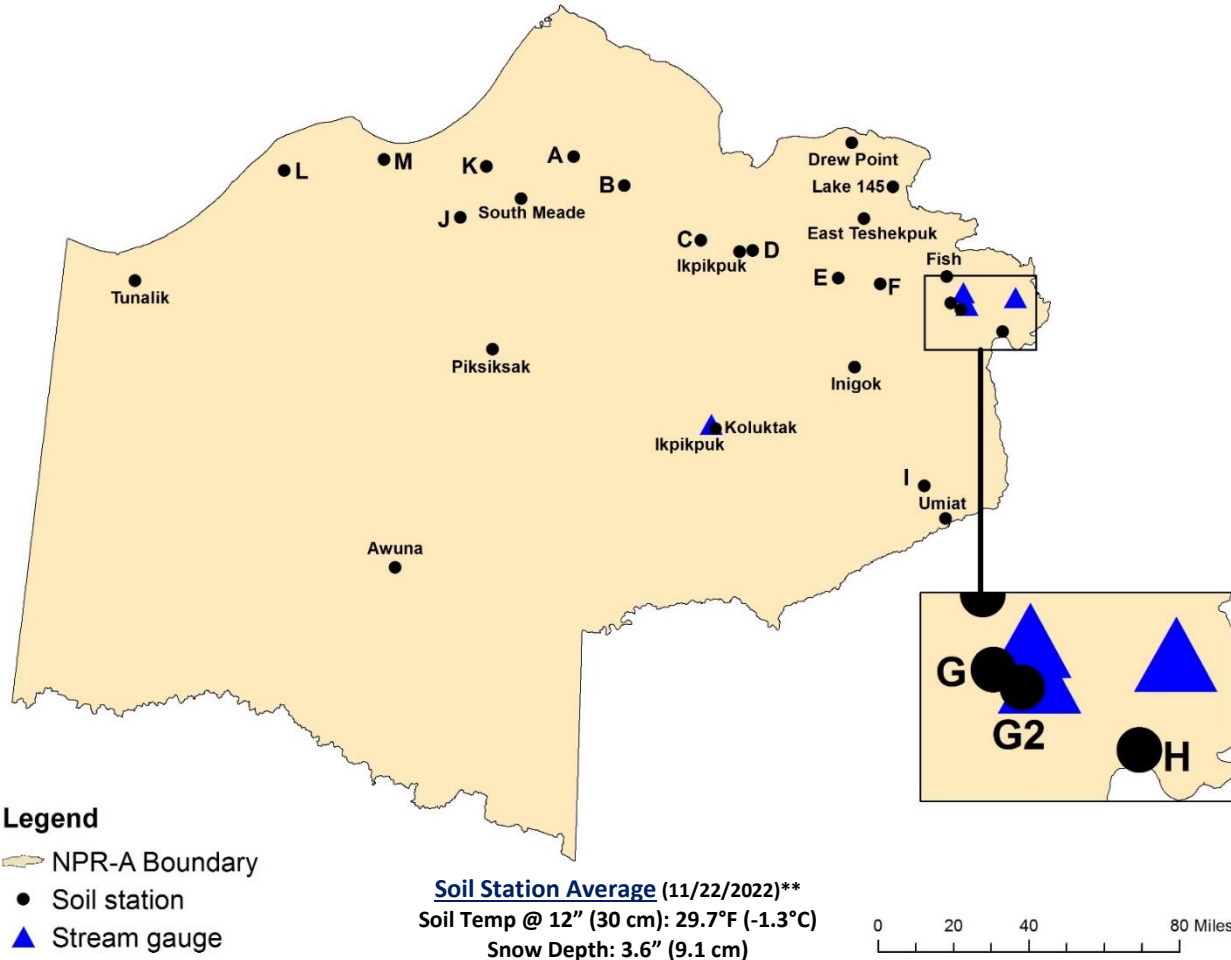 Drew Point
A
M
K
L
B
Lake 145
South Meade
J
East Teshekpuk
C
Ikpikpuk
D
Fish
E
F
Tunalik
Piksiksak
Inigok
Koluktak
Ikpikpuk
I
Umiat
Awuna
G
G2
H
Legend
NPR-A Boundary
Soil station
Stream gauge
Soil Station Average (11/22/2022)**
Soil Temp @ 12” (30 cm): 29.7°F (-1.3°C)
Snow Depth: 3.6” (9.1 cm)
0 20 40 80 Miles